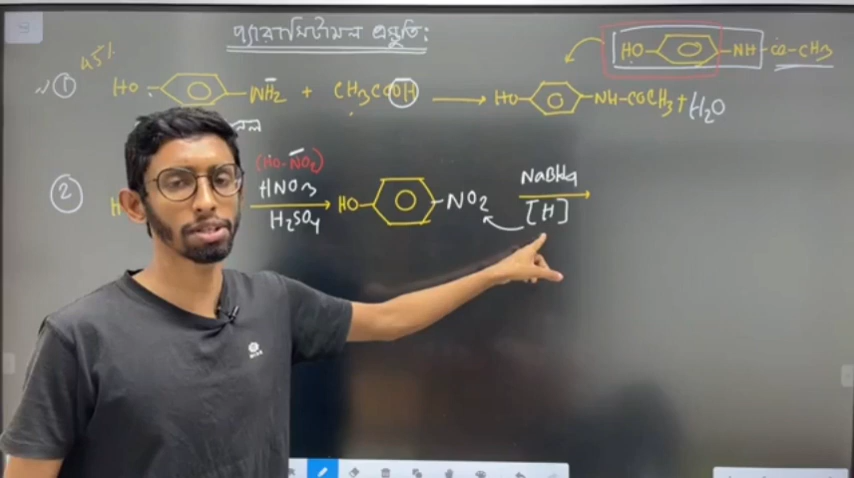 প্যারাসিটামল প্রস্তুতি:
HO NH CO-CH3
45%
① HO NH2 + CH3COOH → HO NH-COCH3 + H2O
(HO-NO2)
② H HNO3 HO NO2 NaBH4
H2SO4 [H]